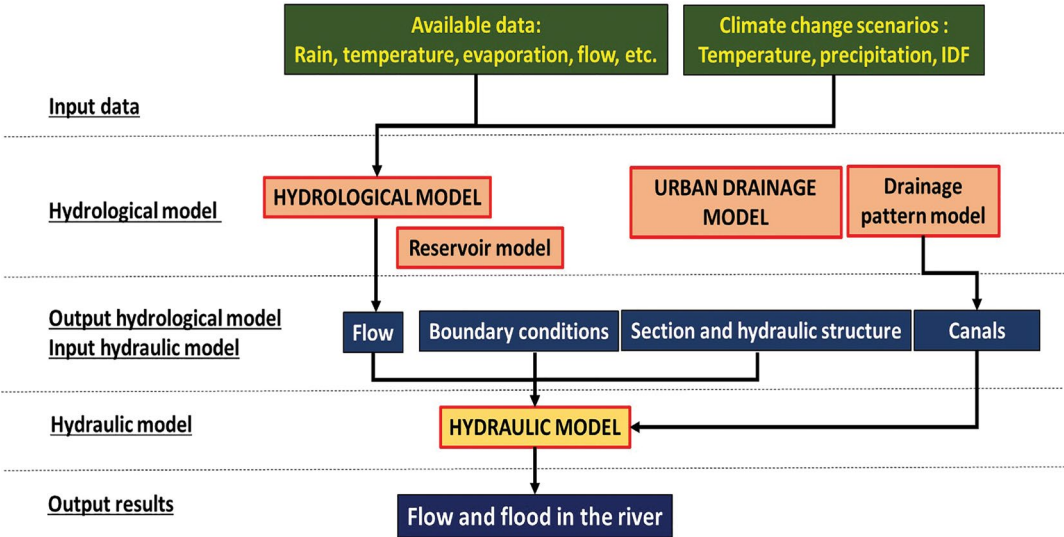 Available data:
Rain, temperature, evaporation, flow, etc.
Climate change scenarios :
Temperature, precipitation, IDF
Input data
Hydrological model
HYDROLOGICAL MODEL
Reservoir model
URBAN DRAINAGE
MODEL
Drainage
pattern model
Output hydrological model
Input hydraulic model
Flow
Boundary conditions
Section and hydraulic structure
Canals
Hydraulic model
HYDRAULIC MODEL
Output results
Flow and flood in the river